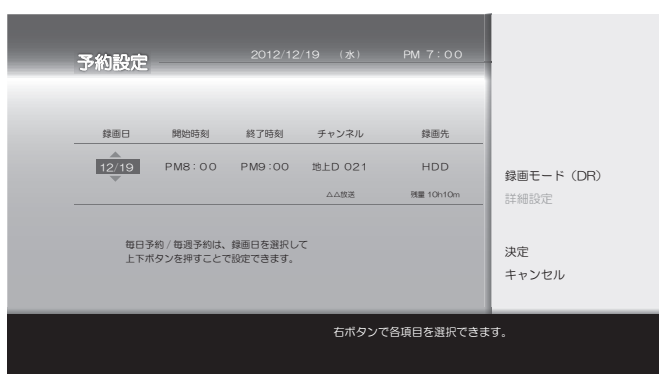 予約設定 2012/12/19 (水) PM 7:00
録画日 開始時刻 終了時刻 チャンネル 録画先
12/19 PM8:00 PM9:00 地上D 021 HDD
△△放送 残量 10h10m
毎日予約 / 毎週予約は、録画日を選択して
上下ボタンを押すことで設定できます。
録画モード (DR)
詳細設定
決定
キャンセル
右ボタンで各項目を選択できます。